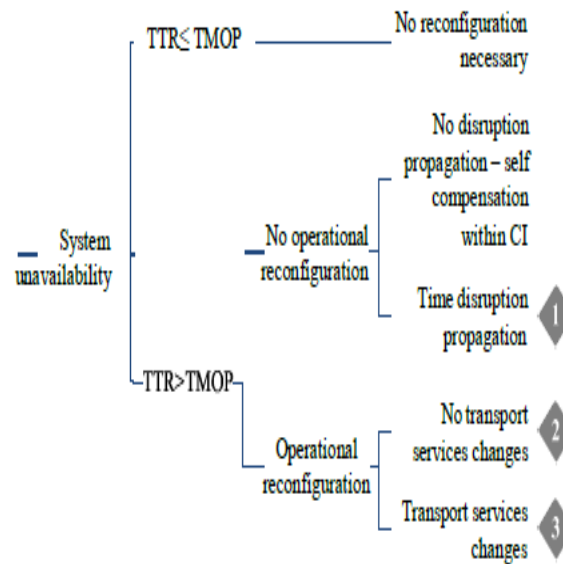 TTR≤ TMOP
No reconfiguration
necessary
No disruption
propagation – self
compensation
within CI
System
unavailability
No operational
reconfiguration
Time disruption
propagation
1
TTR>TMOP
No transport
services changes
2
Operational
reconfiguration
Transport services
changes
3